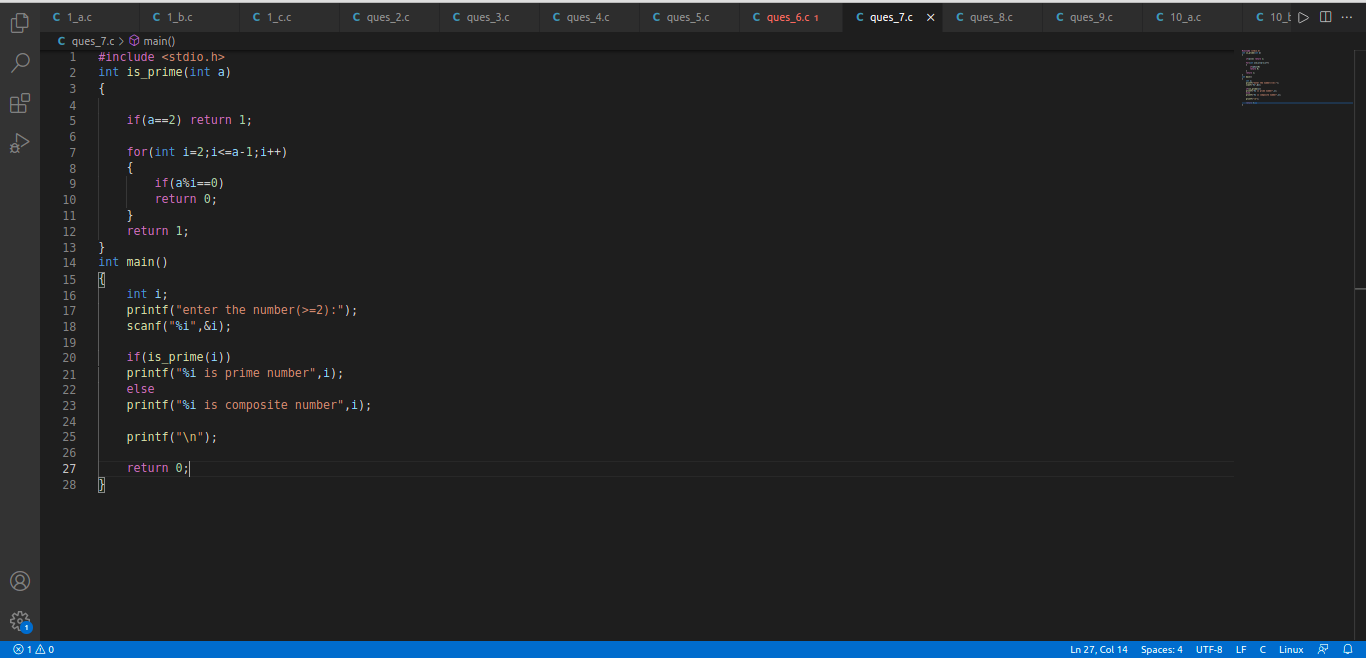 C 1_a.c C 1_b.c C 1_c.c C ques_2.c C ques_3.c C ques_4.c C ques_5.c C ques_6.c 1 C ques_7.c C ques_8.c C ques_9.c C 10_a.c C 10_b
C ques_7.c > main()
1 #include <stdio.h>
2 int is_prime(int a)
3 {
4
5 if(a==2) return 1;
6
7 for(int i=2;i<=a-1;i++)
8 {
9 if(a%i==0)
10 return 0;
11 }
12 return 1;
13 }
14 int main()
15 {
16 int i;
17 printf("enter the number(>=2):");
18 scanf("%i",&i);
19
20 if(is_prime(i))
21 printf("%i is prime number",i);
22 else
23 printf("%i is composite number",i);
24
25 printf("\n");
26
27 return 0;
28 }
1
1 0 Ln 27, Col 14 Spaces: 4 UTF-8 LF C Linux